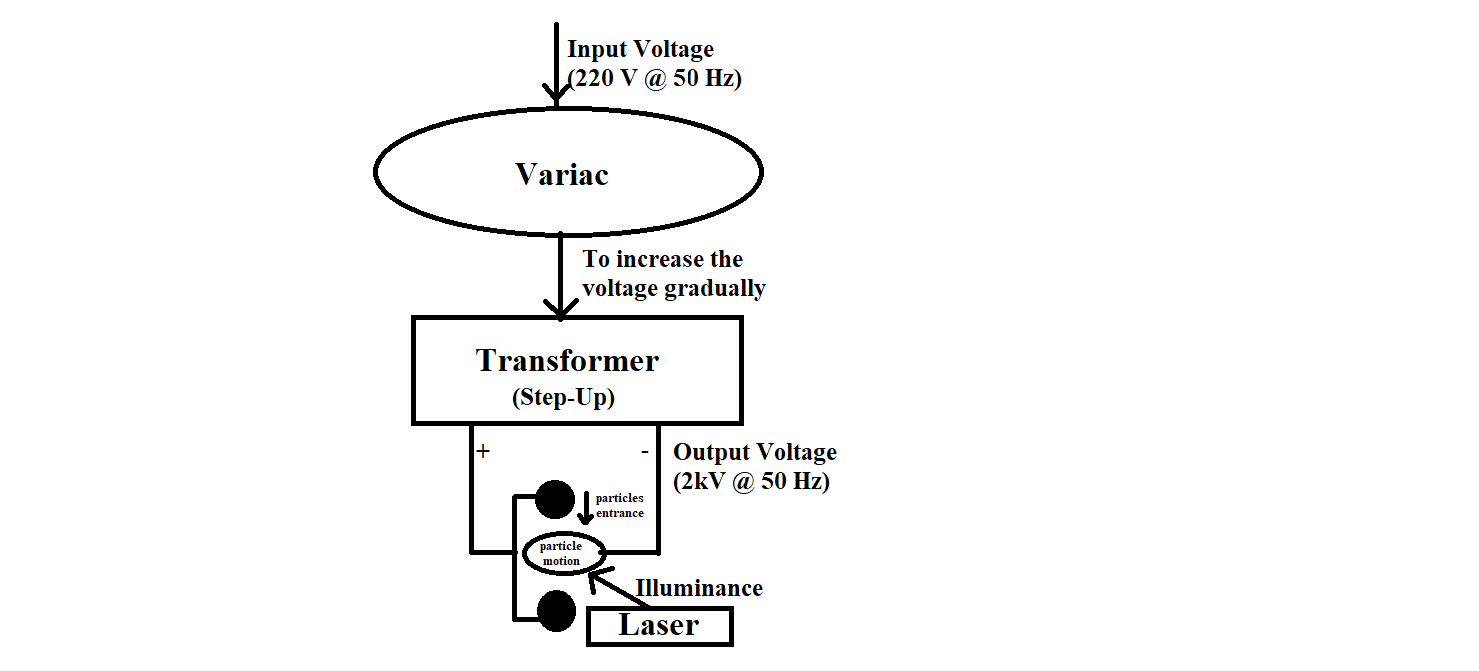 Input Voltage
(220 V @ 50 Hz)
Variac
To increase the
voltage gradually
Transformer
(Step-Up)
+
-
Output Voltage
(2kV @ 50 Hz)
particles
entrance
particle
motion
Illuminance
Laser